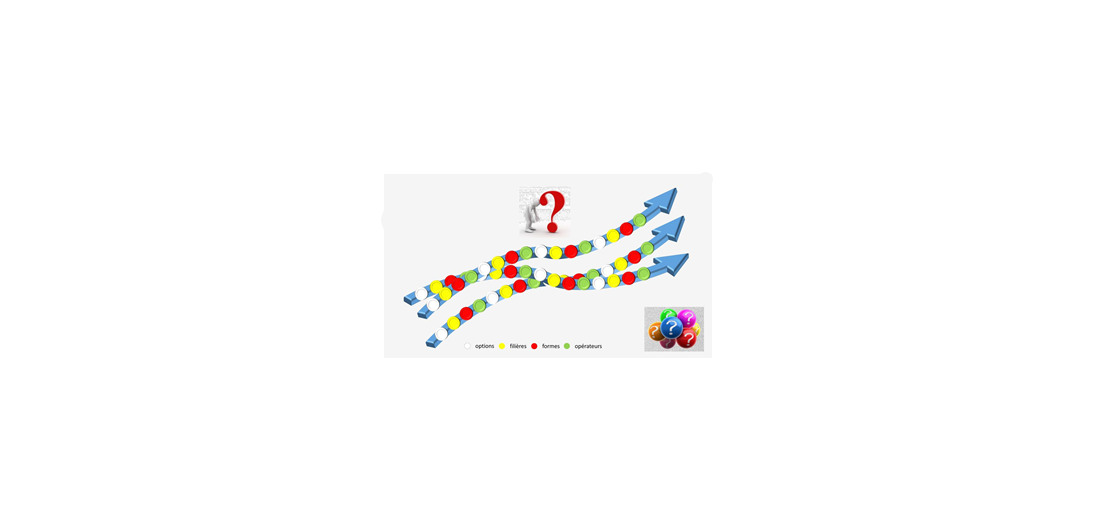 ?
? ? ? ? ?
options filières formes opérateurs